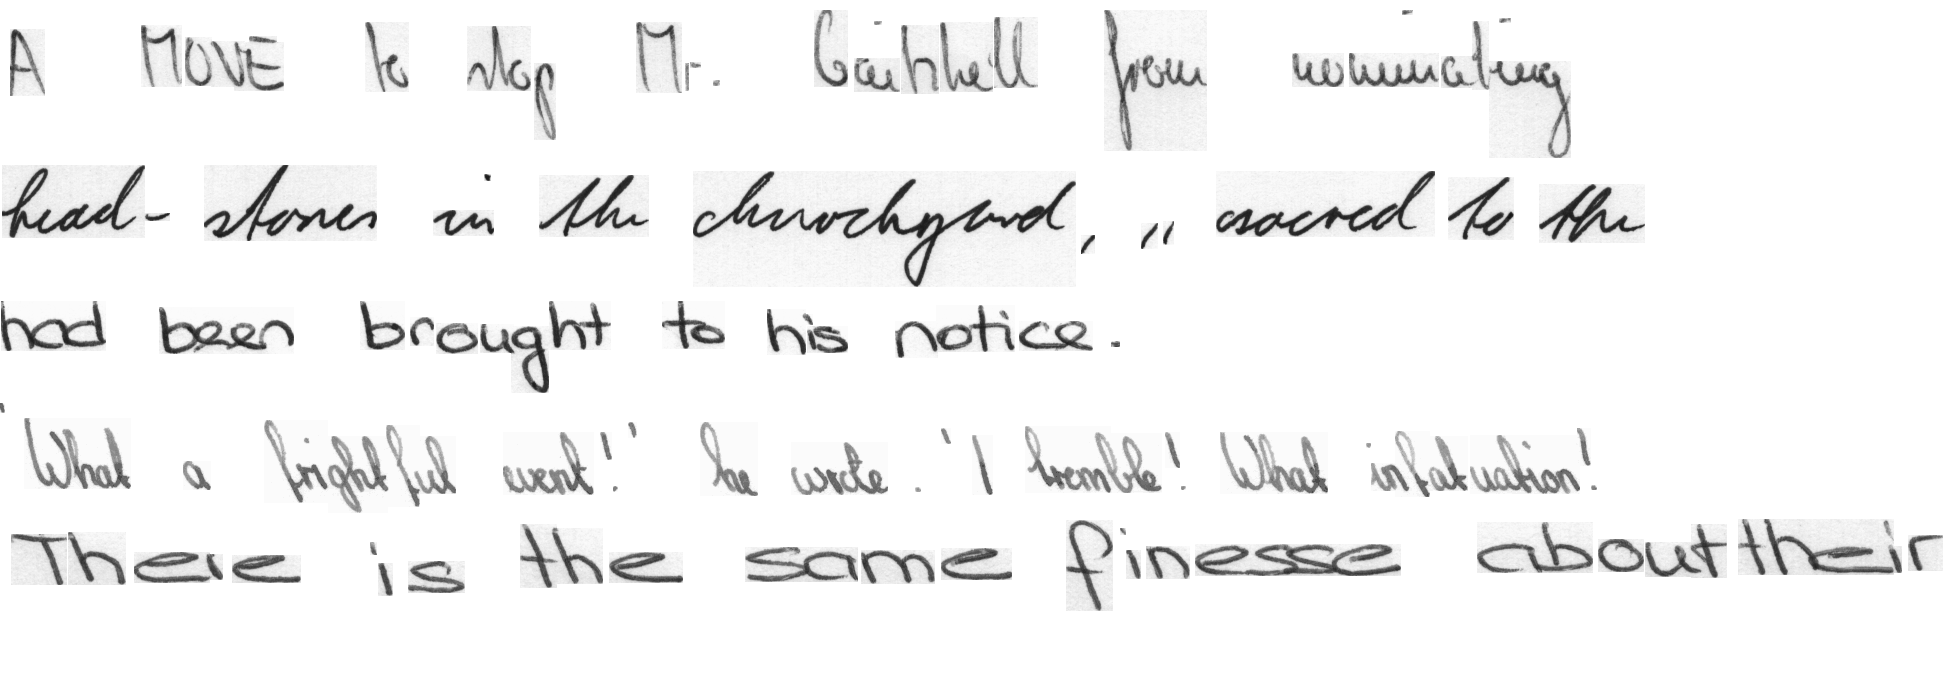 A MOVE to stop Mr. Gaitskell from nominating
head-stones in the churchyard, "sacred to the
had been brought to his notice.
'What a frightful event!' he wrote. 'I tremble! What infatuation!
There is the same finesse about their